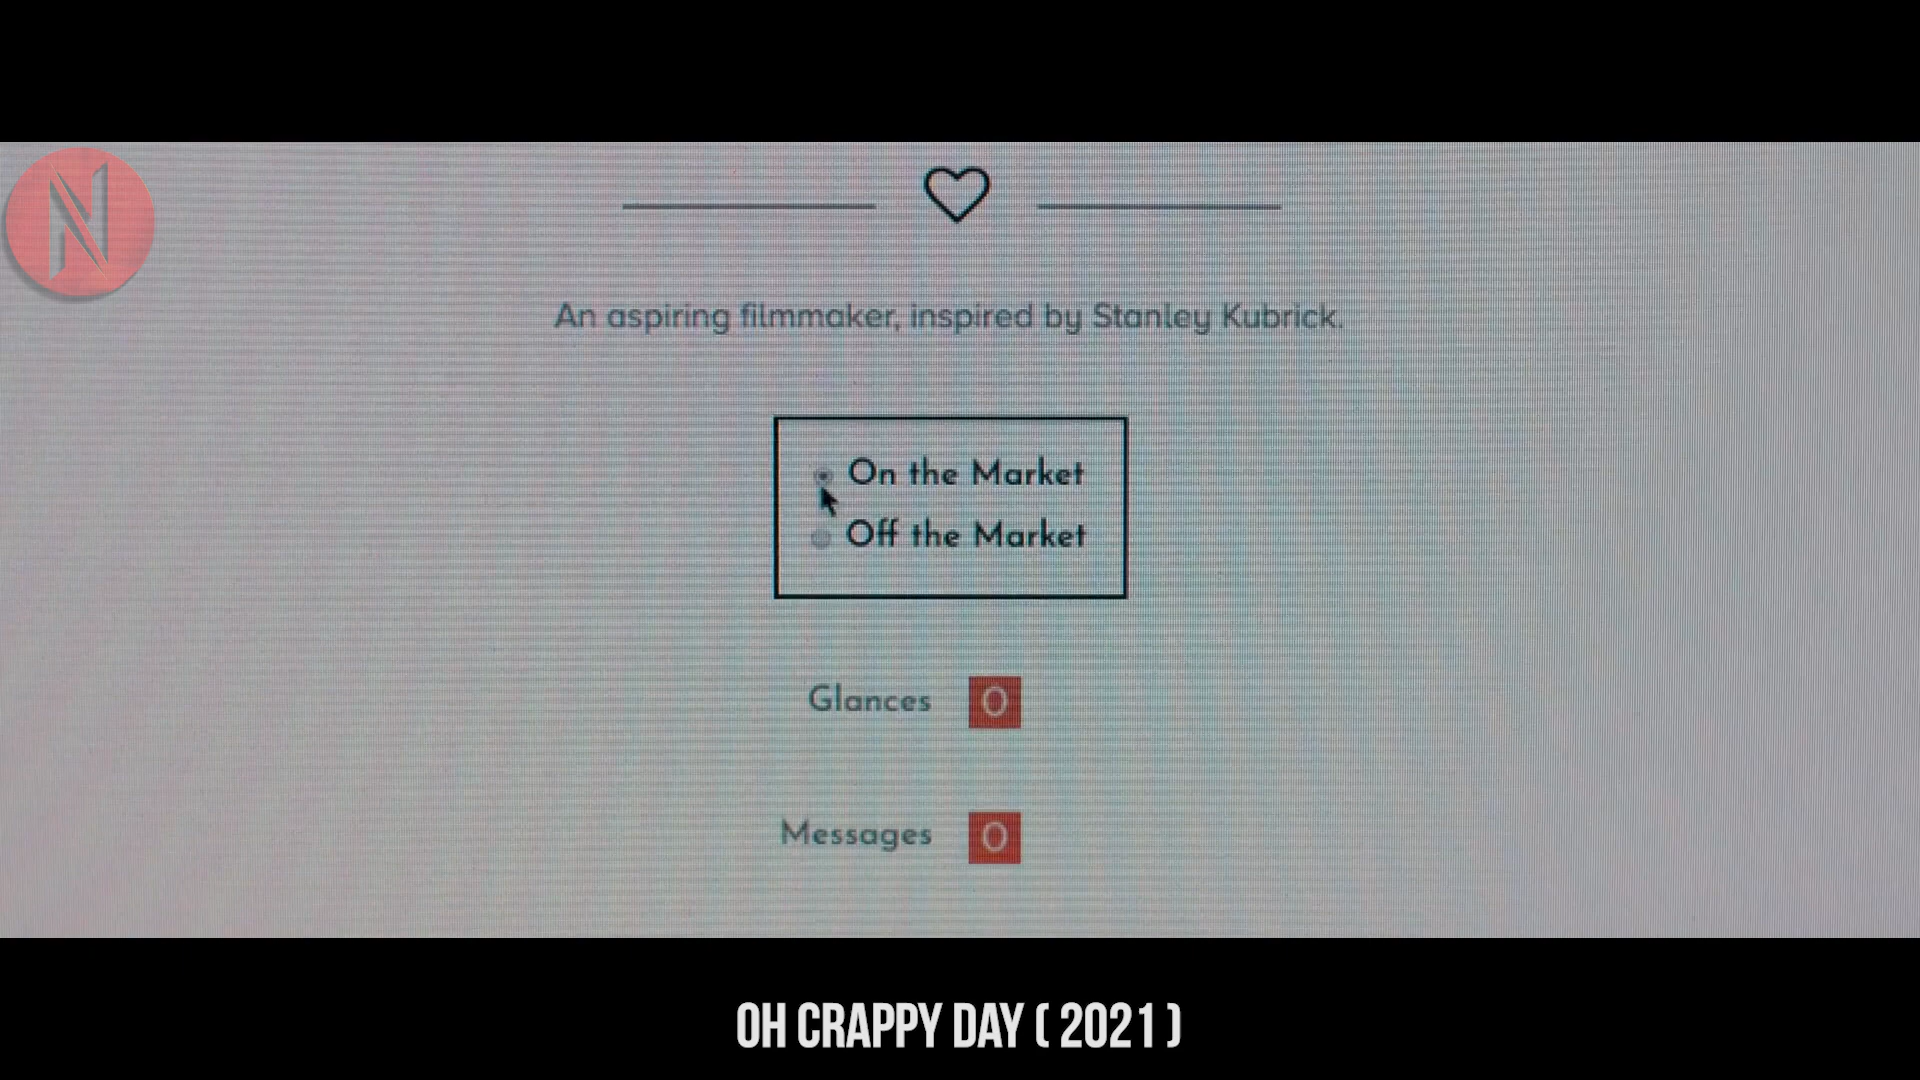 N
An aspiring filmmaker, inspired by Stanley Kubrick.
On the Market
Off the Market
Glances 0
Messages 0
OH CRAPPY DAY ( 2021 )